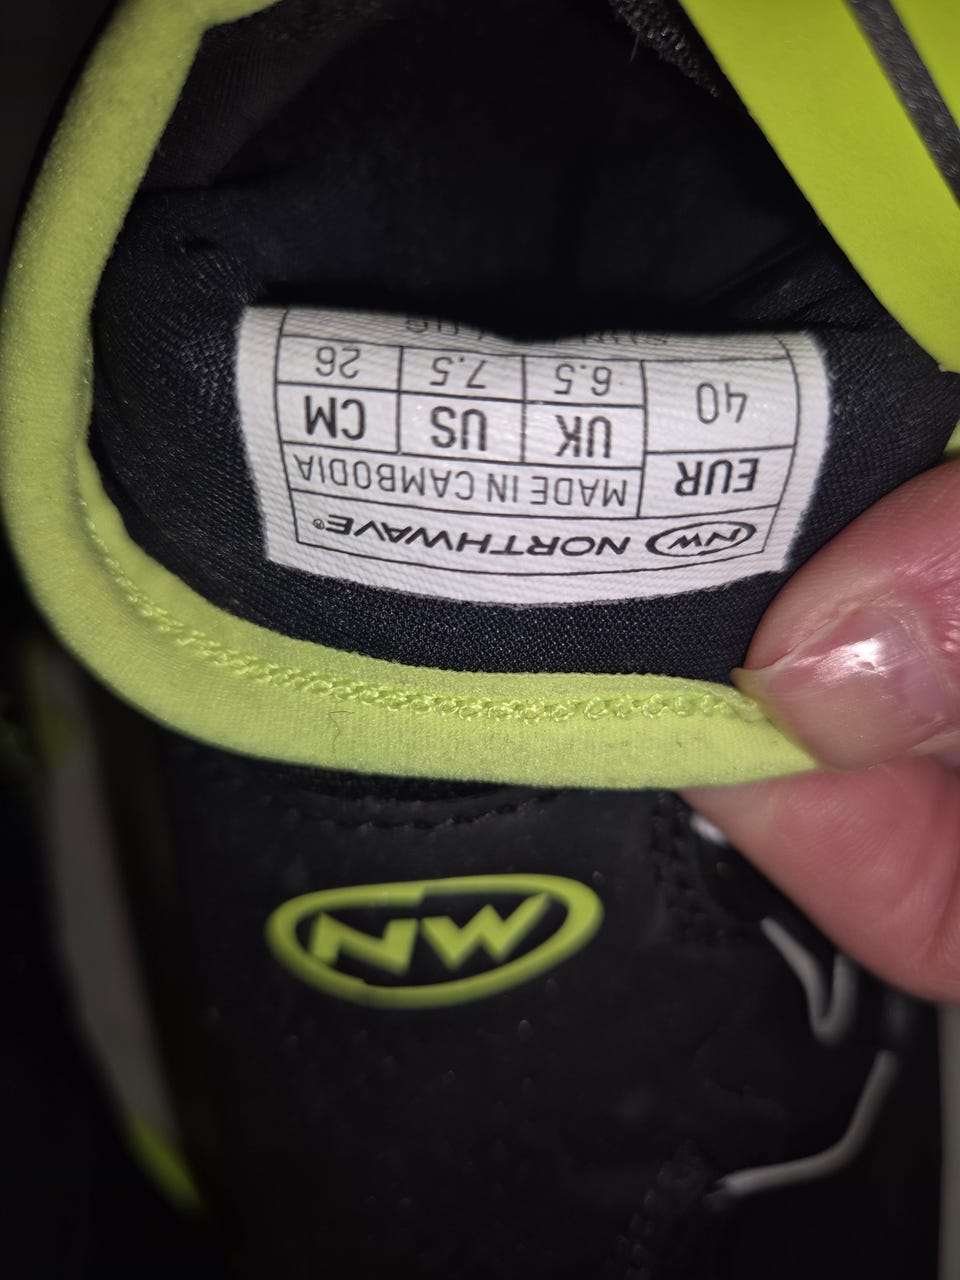 NW NORTHWAVE®
EUR MADE IN CAMBODIA
UK US CM
40 6.5 7.5 26
NW